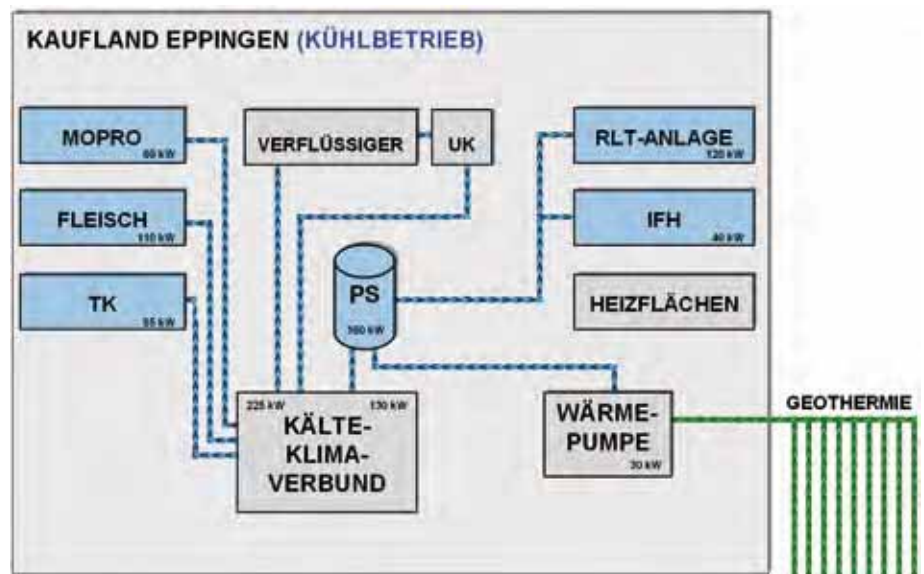 KAUFLAND EPPINGEN (KÜHLBETRIEB)
MOPRO
60 kW
VERFLÜSSIGER
UK
RLT-ANLAGE
120 kW
FLEISCH
110 kW
IFH
40 kW
TK
55 kW
PS
160 kW
HEIZFLÄCHEN
225 kW
130 kW
KÄLTE-
KLIMA-
VERBUND
WÄRME-
PUMPE
30 kW
GEOTHERMIE